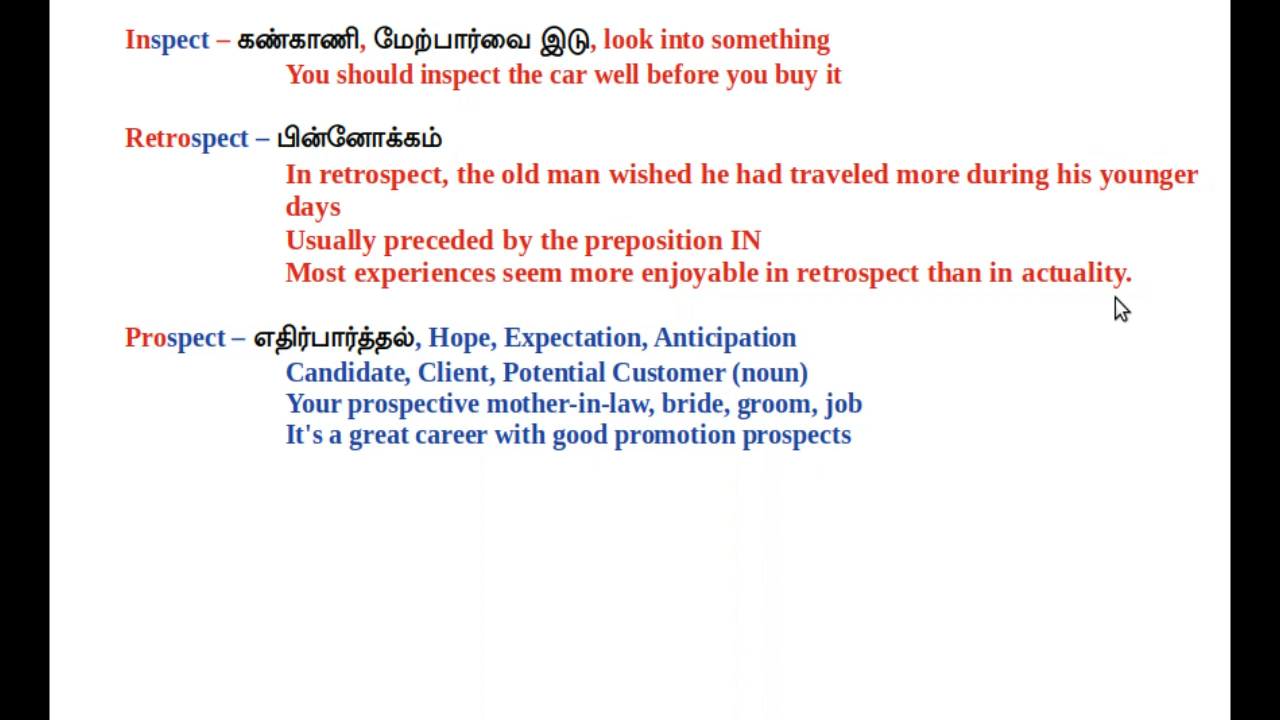 Inspect – கண்காணி, மேற்பார்வை இடு, look into something
You should inspect the car well before you buy it
Retrospect – பின்னோக்கம்
In retrospect, the old man wished he had traveled more during his younger
days
Usually preceded by the preposition IN
Most experiences seem more enjoyable in retrospect than in actuality.
Prospect – எதிர்பார்த்தல், Hope, Expectation, Anticipation
Candidate, Client, Potential Customer (noun)
Your prospective mother-in-law, bride, groom, job
It's a great career with good promotion prospects